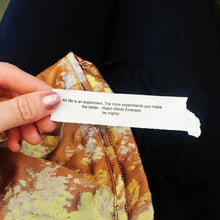 All life is an experiment. The more experiments you make
the better. - Ralph Waldo Emerson
be mighty!